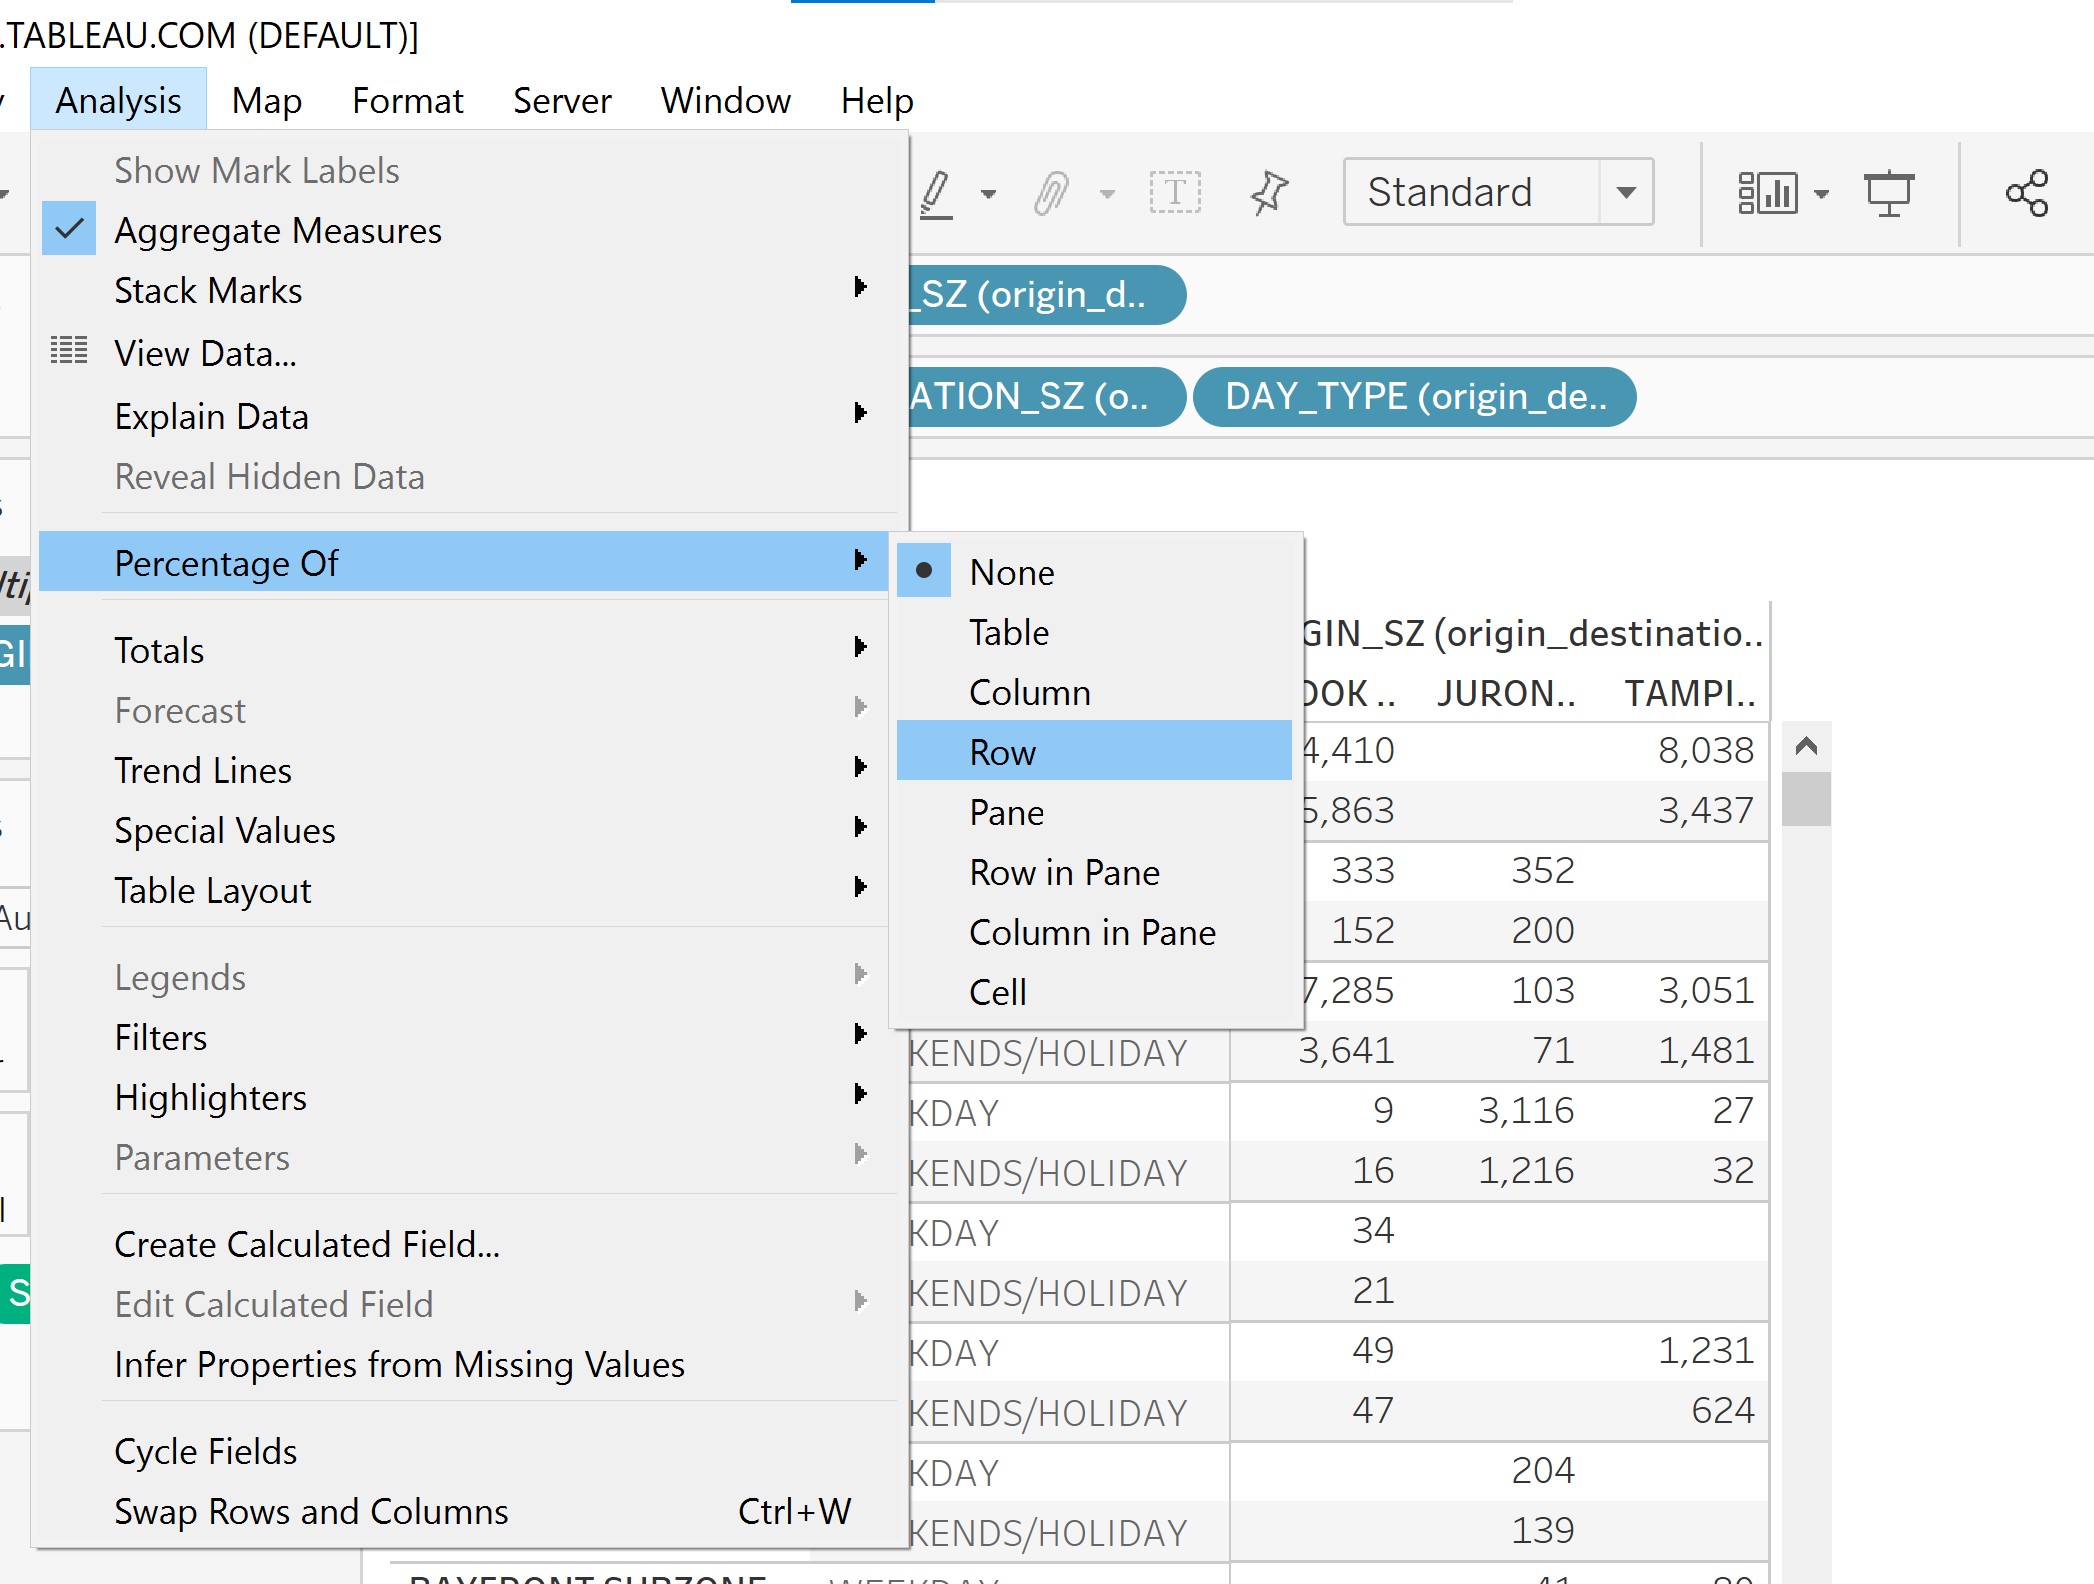 .TABLEAU.COM (DEFAULT)]
Analysis Map Format Server Window Help
Show Mark Labels
Aggregate Measures
Stack Marks
View Data...
Explain Data
Reveal Hidden Data
Percentage Of
Totals
Forecast
Trend Lines
Special Values
Table Layout
Legends
Filters
Highlighters
Parameters
Create Calculated Field...
Edit Calculated Field
Infer Properties from Missing Values
Cycle Fields
Swap Rows and Columns Ctrl+W
None
Table
Column
Row
Pane
Row in Pane
Column in Pane
Cell
T Standard
_SZ (origin_d..
ATION_SZ (o.. DAY_TYPE (origin_de..
GIN_SZ (origin_destinatio..
OOK .. JURON.. TAMPI..
4,410 8,038
5,863 3,437
333 352
152 200
7,285 103 3,051
KENDS/HOLIDAY 3,641 71 1,481
KDAY 9 3,116 27
KENDS/HOLIDAY 16 1,216 32
KDAY 34
KENDS/HOLIDAY 21
KDAY 49 1,231
KENDS/HOLIDAY 47 624
KDAY 204
KENDS/HOLIDAY 139
BAYFRONT SUBZONE WEEKDAY 41